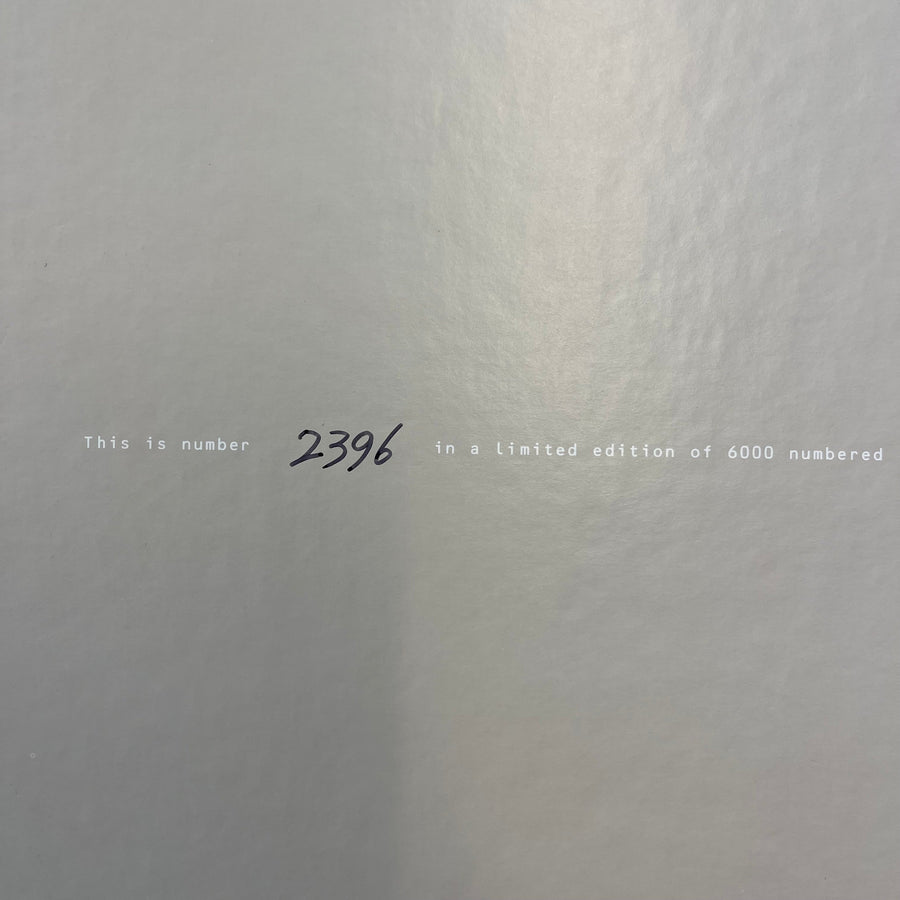 This is number 2396 in a limited edition of 6000 numbered